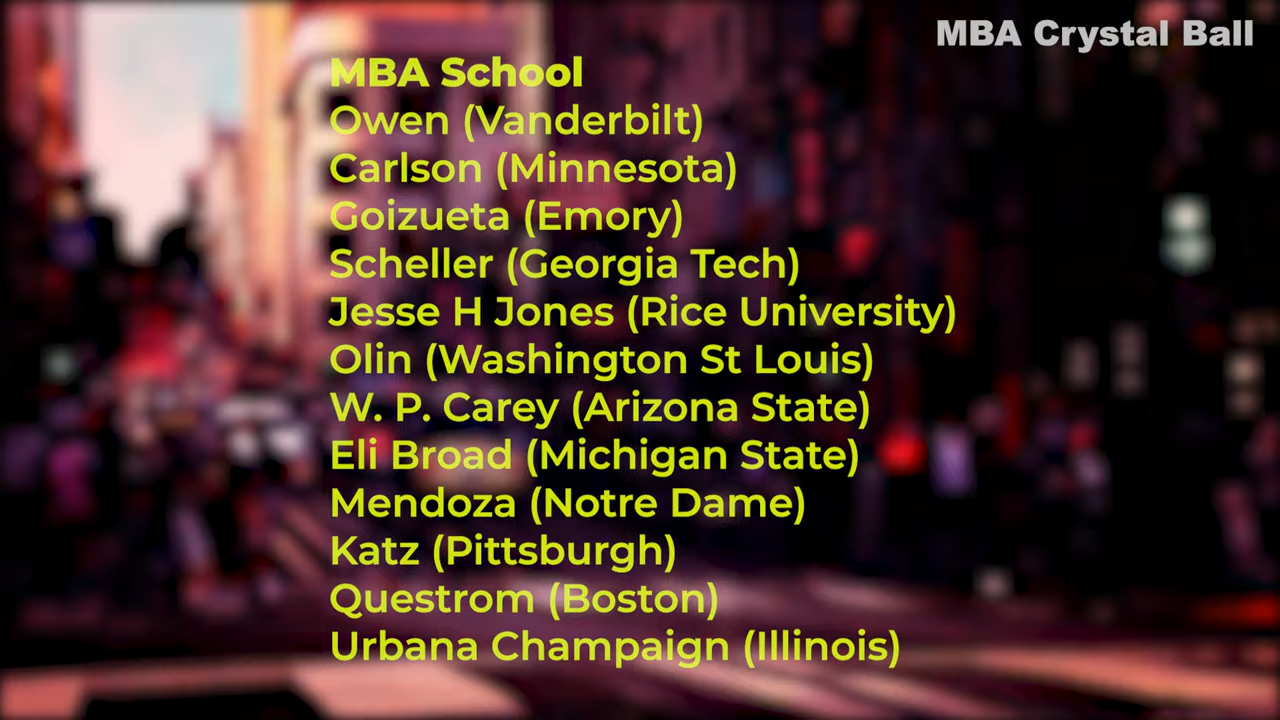 MBA Crystal Ball
MBA School
Owen (Vanderbilt)
Carlson (Minnesota)
Goizueta (Emory)
Scheller (Georgia Tech)
Jesse H Jones (Rice University)
Olin (Washington St Louis)
W. P. Carey (Arizona State)
Eli Broad (Michigan State)
Mendoza (Notre Dame)
Katz (Pittsburgh)
Questrom (Boston)
Urbana Champaign (Illinois)